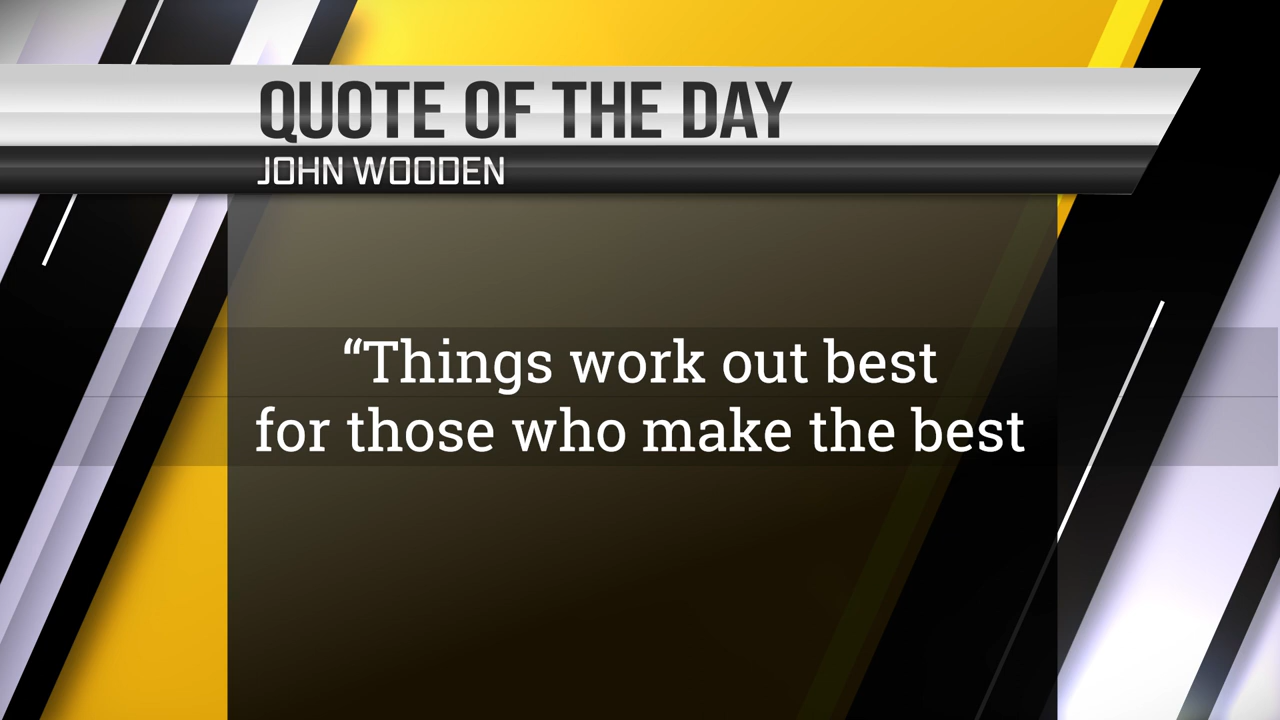 QUOTE OF THE DAY
JOHN WOODEN
“Things work out best
for those who make the best